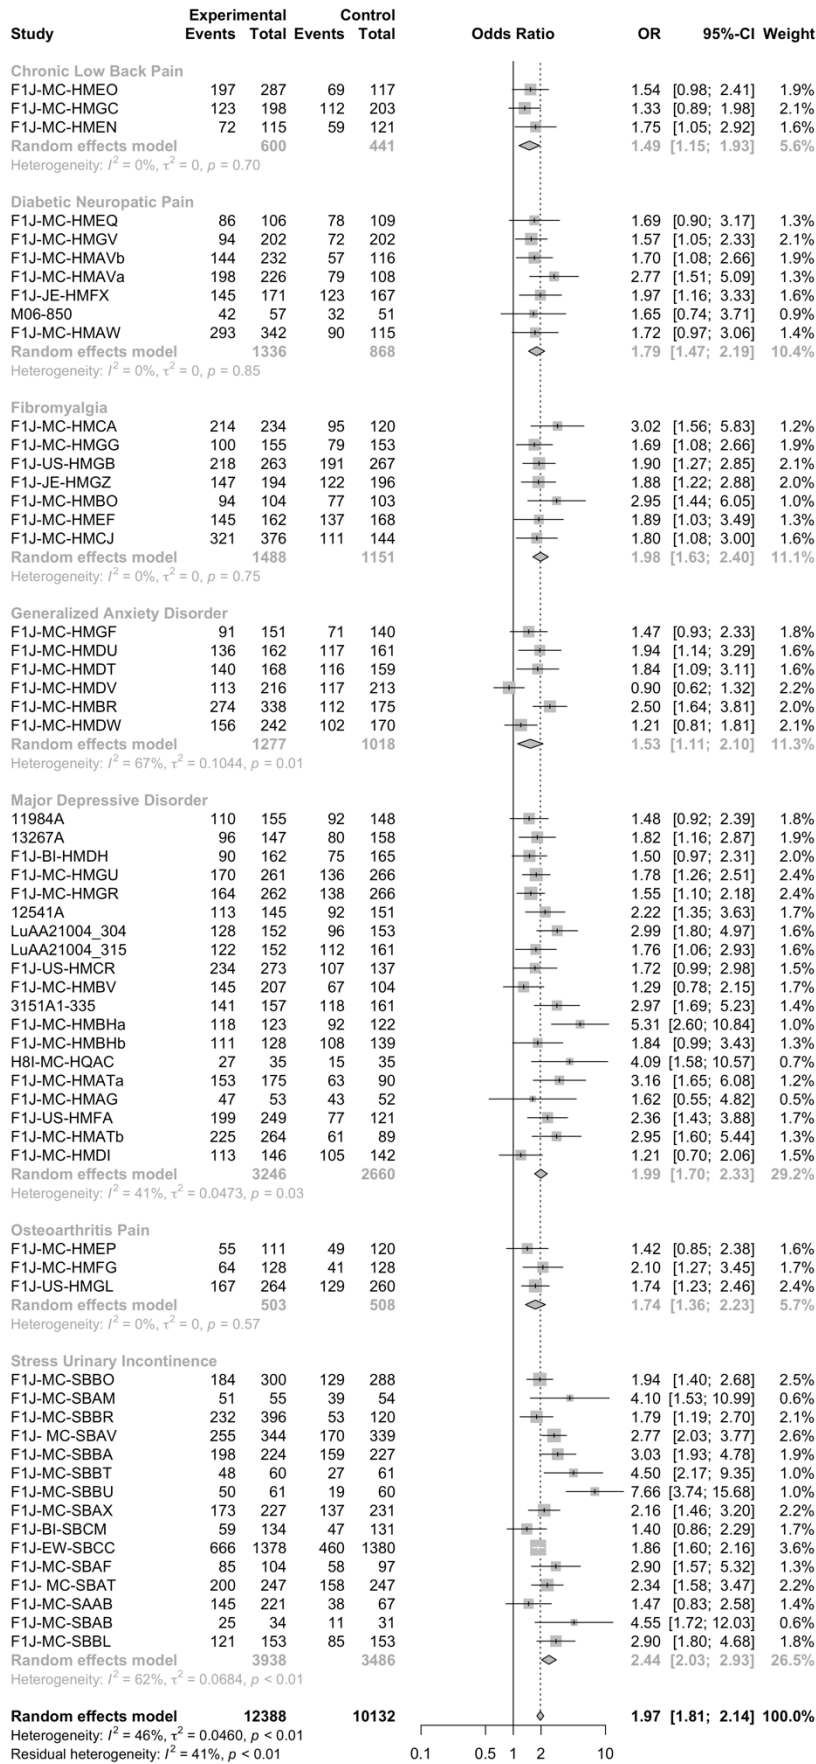 Experimental Control
Study Events Total Events Total Odds Ratio OR 95%-CI Weight
Chronic Low Back Pain
F1J-MC-HMEO 197 287 69 117 1.54 [0.98; 2.41] 1.9%
F1J-MC-HMGC 123 198 112 203 1.33 [0.89; 1.98] 2.1%
F1J-MC-HMEN 72 115 59 121 1.75 [1.05; 2.92] 1.6%
Random effects model 600 441 1.49 [1.15; 1.93] 5.6%
Heterogeneity: I² = 0%, τ² = 0, p = 0.70
Diabetic Neuropatic Pain
F1J-MC-HMEQ 86 106 78 109 1.69 [0.90; 3.17] 1.3%
F1J-MC-HMGV 94 202 72 202 1.57 [1.05; 2.33] 2.1%
F1J-MC-HMAVb 144 232 57 116 1.70 [1.08; 2.66] 1.9%
F1J-MC-HMAVa 198 226 79 108 2.77 [1.51; 5.09] 1.3%
F1J-JE-HMFX 145 171 123 167 1.97 [1.16; 3.33] 1.6%
M06-850 42 57 32 51 1.65 [0.74; 3.71] 0.9%
F1J-MC-HMAW 293 342 90 115 1.72 [0.97; 3.06] 1.4%
Random effects model 1336 868 1.79 [1.47; 2.19] 10.4%
Heterogeneity: I² = 0%, τ² = 0, p = 0.85
Fibromyalgia
F1J-MC-HMCA 214 234 95 120 3.02 [1.56; 5.83] 1.2%
F1J-MC-HMGG 100 155 79 153 1.69 [1.08; 2.66] 1.9%
F1J-US-HMGB 218 263 191 267 1.90 [1.27; 2.85] 2.1%
F1J-JE-HMGZ 147 194 122 196 1.88 [1.22; 2.88] 2.0%
F1J-MC-HMBO 94 104 77 103 2.95 [1.44; 6.05] 1.0%
F1J-MC-HMEF 145 162 137 168 1.89 [1.03; 3.49] 1.3%
F1J-MC-HMCJ 321 376 111 144 1.80 [1.08; 3.00] 1.6%
Random effects model 1488 1151 1.98 [1.63; 2.40] 11.1%
Heterogeneity: I² = 0%, τ² = 0, p = 0.75
Generalized Anxiety Disorder
F1J-MC-HMGF 91 151 71 140 1.47 [0.93; 2.33] 1.8%
F1J-MC-HMDU 136 162 117 161 1.94 [1.14; 3.29] 1.6%
F1J-MC-HMDT 140 168 116 159 1.84 [1.09; 3.11] 1.6%
F1J-MC-HMDV 113 216 117 213 0.90 [0.62; 1.32] 2.2%
F1J-MC-HMBR 274 338 112 175 2.50 [1.64; 3.81] 2.0%
F1J-MC-HMDW 156 242 102 170 1.21 [0.81; 1.81] 2.1%
Random effects model 1277 1018 1.53 [1.11; 2.10] 11.3%
Heterogeneity: I² = 67%, τ² = 0.1044, p = 0.01
Major Depressive Disorder
11984A 110 155 92 148 1.48 [0.92; 2.39] 1.8%
13267A 96 147 80 158 1.82 [1.16; 2.87] 1.9%
F1J-BI-HMDH 90 162 75 165 1.50 [0.97; 2.31] 2.0%
F1J-MC-HMGU 170 261 136 266 1.78 [1.26; 2.51] 2.4%
F1J-MC-HMGR 164 262 138 266 1.55 [1.10; 2.18] 2.4%
12541A 113 145 92 151 2.22 [1.35; 3.63] 1.7%
LuAA21004_304 128 152 96 153 2.99 [1.80; 4.97] 1.6%
LuAA21004_315 122 152 112 161 1.76 [1.06; 2.93] 1.6%
F1J-US-HMCR 234 273 107 137 1.72 [0.99; 2.98] 1.5%
F1J-MC-HMBV 145 207 67 104 1.29 [0.78; 2.15] 1.6%
3151A1-335 141 157 118 161 2.97 [1.69; 5.23] 1.4%
F1J-MC-HMBHa 118 123 92 122 5.31 [2.60; 10.84] 1.0%
F1J-MC-HMBHb 111 128 108 139 1.84 [0.99; 3.43] 1.3%
H8I-MC-HQAC 27 35 15 35 4.09 [1.58; 10.57] 0.7%
F1J-MC-HMATa 153 175 63 90 3.16 [1.65; 6.08] 1.2%
F1J-MC-HMAG 47 53 43 52 1.62 [0.55; 4.82] 0.5%
F1J-US-HMFA 199 249 77 121 2.36 [1.43; 3.88] 1.7%
F1J-MC-HMATb 225 264 61 89 2.95 [1.60; 5.44] 1.3%
F1J-MC-HMDI 113 146 105 142 1.21 [0.70; 2.06] 1.5%
Random effects model 3246 2660 1.99 [1.70; 2.33] 29.2%
Heterogeneity: I² = 41%, τ² = 0.0473, p = 0.03
Osteoarthritis Pain
F1J-MC-HMEP 55 111 49 120 1.42 [0.85; 2.38] 1.6%
F1J-MC-HMFG 64 128 41 128 2.10 [1.27; 3.45] 1.7%
F1J-US-HMGL 167 264 129 260 1.74 [1.23; 2.46] 2.4%
Random effects model 503 508 1.74 [1.36; 2.23] 5.7%
Heterogeneity: I² = 0%, τ² = 0, p = 0.57
Stress Urinary Incontinence
F1J-MC-SBBO 184 300 129 288 1.94 [1.40; 2.68] 2.5%
F1J-MC-SBAM 51 55 39 54 4.10 [1.53; 10.99] 0.6%
F1J-MC-SBBR 232 396 53 120 1.79 [1.19; 2.70] 2.1%
F1J- MC-SBAV 255 344 170 339 2.77 [2.03; 3.77] 2.6%
F1J-MC-SBBA 198 224 159 227 3.03 [1.93; 4.78] 1.9%
F1J-MC-SBBT 48 60 27 61 4.50 [2.17; 9.35] 1.0%
F1J-MC-SBBU 50 61 19 60 7.66 [3.74; 15.68] 1.0%
F1J-MC-SBAX 173 227 137 231 2.16 [1.46; 3.20] 2.2%
F1J-BI-SBCM 59 134 47 131 1.40 [0.86; 2.29] 1.7%
F1J-EW-SBCC 666 1378 460 1380 1.86 [1.60; 2.16] 3.6%
F1J-MC-SBAF 85 104 58 97 2.90 [1.57; 5.32] 1.3%
F1J- MC-SBAT 200 247 158 247 2.34 [1.58; 3.47] 2.2%
F1J-MC-SAAB 145 221 38 67 1.47 [0.83; 2.58] 1.4%
F1J-MC-SBAB 25 34 11 31 4.55 [1.72; 12.03] 0.6%
F1J-MC-SBBL 121 153 85 153 2.90 [1.80; 4.68] 1.8%
Random effects model 3938 3486 2.44 [2.03; 2.93] 26.5%
Heterogeneity: I² = 62%, τ² = 0.0684, p < 0.01
Random effects model 12388 10132 1.97 [1.81; 2.14] 100.0%
Heterogeneity: I² = 46%, τ² = 0.0460, p < 0.01
Residual heterogeneity: I² = 41%, p < 0.01
0.1 0.5 1 2 10